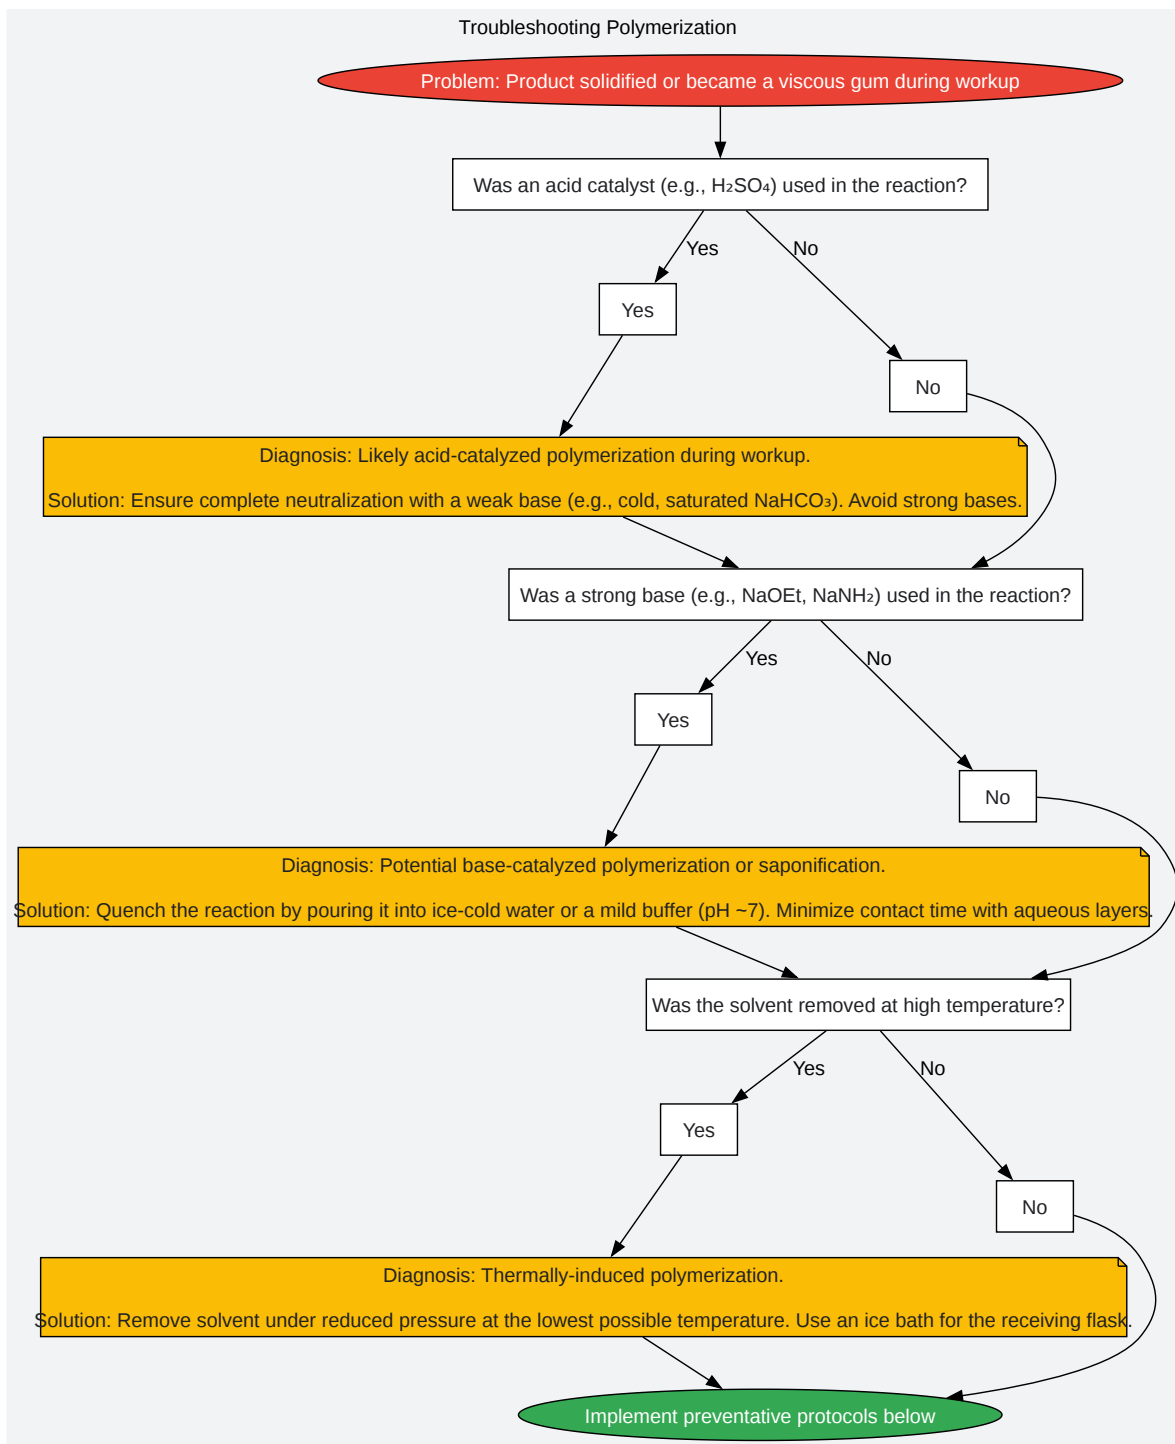 Troubleshooting Polymerization
Problem: Product solidified or became a viscous gum during workup
Was an acid catalyst (e.g., H₂SO₄) used in the reaction?
Yes
No
Yes
No
Diagnosis: Likely acid-catalyzed polymerization during workup.
Solution: Ensure complete neutralization with a weak base (e.g., cold, saturated NaHCO₃). Avoid strong bases.
Was a strong base (e.g., NaOEt, NaNH₂) used in the reaction?
Yes
No
Yes
No
Diagnosis: Potential base-catalyzed polymerization or saponification.
Solution: Quench the reaction by pouring it into ice-cold water or a mild buffer (pH ~7). Minimize contact time with aqueous layers.
Was the solvent removed at high temperature?
Yes
No
Yes
No
Diagnosis: Thermally-induced polymerization.
Solution: Remove solvent under reduced pressure at the lowest possible temperature. Use an ice bath for the receiving flask.
Implement preventative protocols below